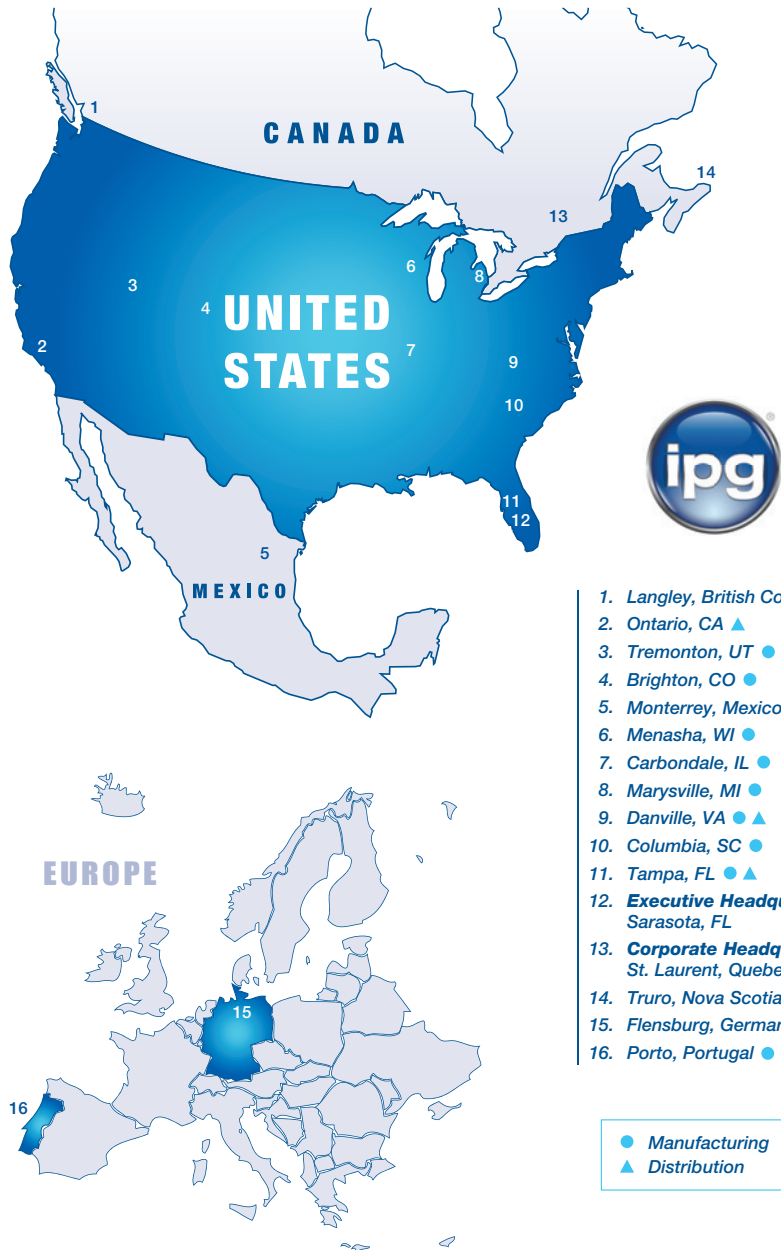 1
CANADA
14
13
6
8
3
4
UNITED
STATES
2
7
9
10
ipg
®
11
12
5
MEXICO
1. Langley, British Co
2. Ontario, CA ▲
3. Tremonton, UT ●
4. Brighton, CO ●
5. Monterrey, Mexico
6. Menasha, WI ●
7. Carbondale, IL ●
8. Marysville, MI ●
9. Danville, VA ● ▲
10. Columbia, SC ●
11. Tampa, FL ● ▲
12. Executive Headqu
Sarasota, FL
13. Corporate Headq
St. Laurent, Quebe
14. Truro, Nova Scotia
15. Flensburg, German
16. Porto, Portugal ●
EUROPE
15
16
● Manufacturing
▲ Distribution